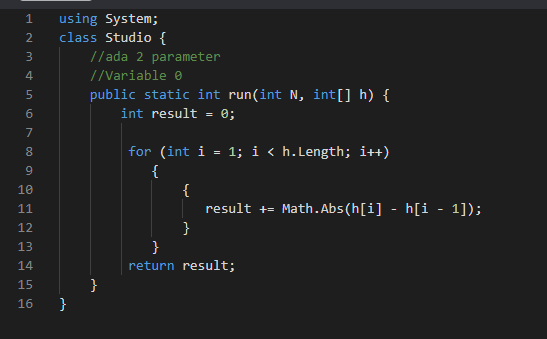 1 using System;
2 class Studio {
3 //ada 2 parameter
4 //Variable 0
5 public static int run(int N, int[] h) {
6 int result = 0;
7
8 for (int i = 1; i < h.Length; i++)
9 {
10 {
11 result += Math.Abs(h[i] - h[i - 1]);
12 }
13 }
14 return result;
15 }
16 }